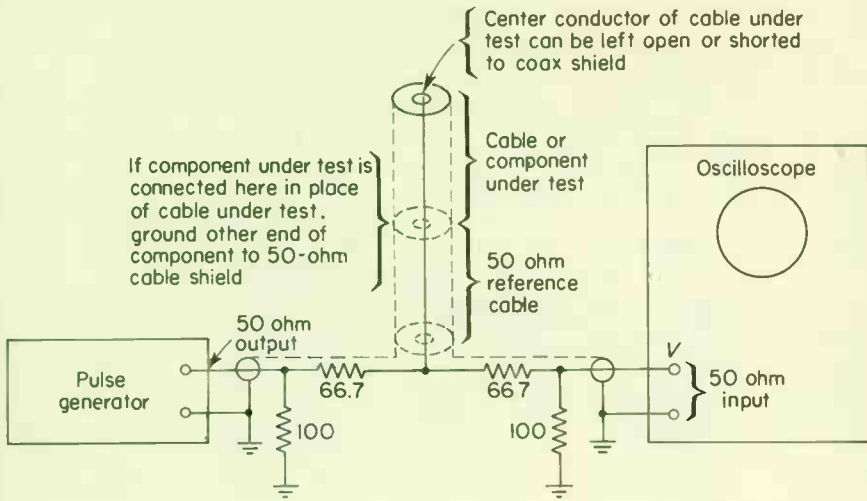 Center conductor of cable under
test can be left open or shorted
to coax shield
If component under test is
connected here in place
of cable under test,
ground other end of
component to 50-ohm
cable shield
Cable or
component
under test
Oscilloscope
50 ohm
reference
cable
50 ohm
output
Pulse
generator
66.7
66.7
100
100
V
50 ohm
input